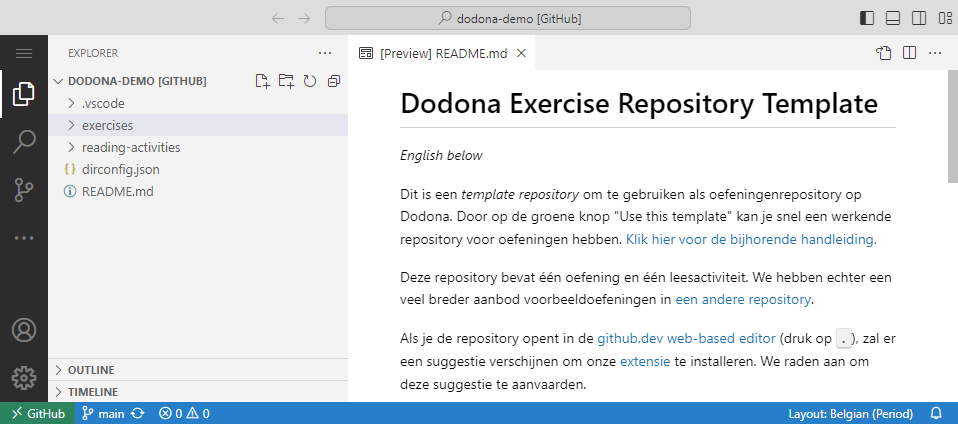 dodona-demo [GitHub]
EXPLORER
DODONA-DEMO [GITHUB]
.vscode
exercises
reading-activities
{} dirconfig.json
README.md
OUTLINE
TIMELINE
[Preview] README.md
Dodona Exercise Repository Template
English below
Dit is een template repository om te gebruiken als oefeningenrepository op
Dodona. Door op de groene knop "Use this template" kan je snel een werkende
repository voor oefeningen hebben. Klik hier voor de bijhorende handleiding.
Deze repository bevat één oefening en één leesactiviteit. We hebben echter een
veel breder aanbod voorbeeldoefeningen in een andere repository.
Als je de repository opent in de github.dev web-based editor (druk op . ), zal er
een suggestie verschijnen om onze extensie te installeren. We raden aan om
deze suggestie te aanvaarden.
GitHub main 0 0 Layout: Belgian (Period)